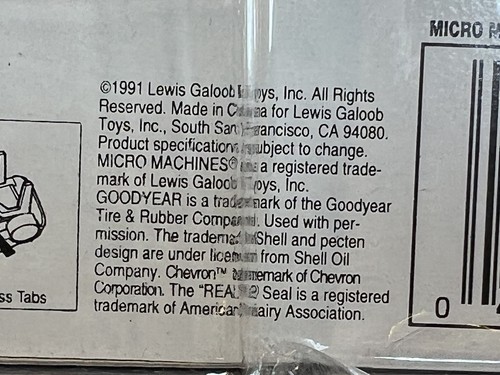 MICRO M
©1991 Lewis Galoob Toys, Inc. All Rights
Reserved. Made in China for Lewis Galoob
Toys, Inc., South San Francisco, CA 94080.
Product specifications subject to change.
MICRO MACHINES® is a registered trade-
mark of Lewis Galoob Toys, Inc.
GOODYEAR is a trademark of the Goodyear
Tire & Rubber Company. Used with per-
mission. The trademark Shell and pecten
design are under license from Shell Oil
Company. Chevron™ trademark of Chevron
Corporation. The "REAL® Seal is a registered
trademark of American Dairy Association.
ss Tabs
0